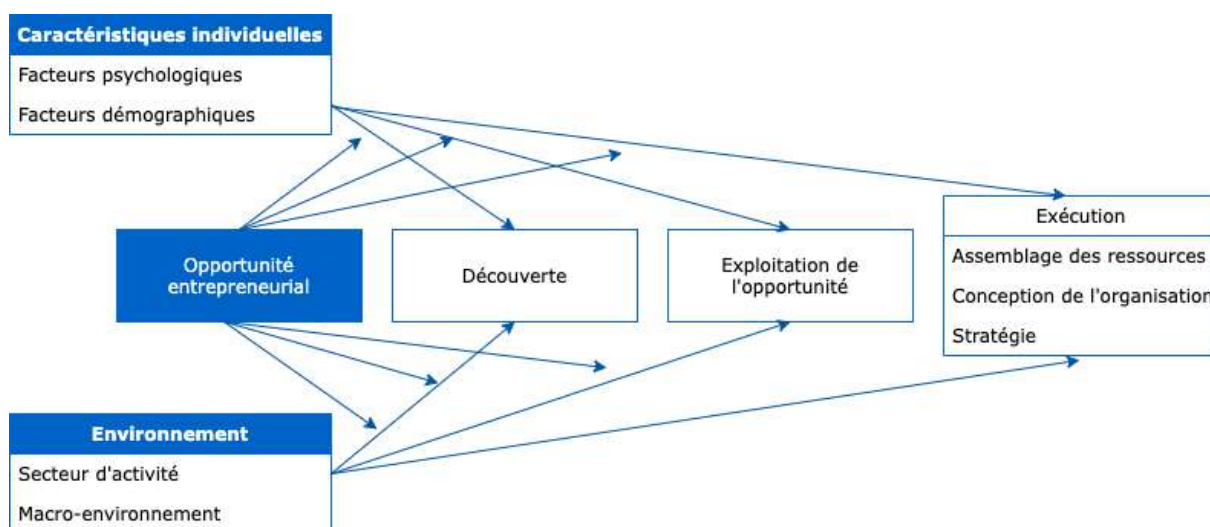 Caractéristiques individuelles
Facteurs psychologiques
Facteurs démographiques
Opportunité
entrepreneurial
Découverte
Exploitation de
l'opportunité
Exécution
Assemblage des ressources
Conception de l'organisation
Stratégie
Environnement
Secteur d'activité
Macro-environnement